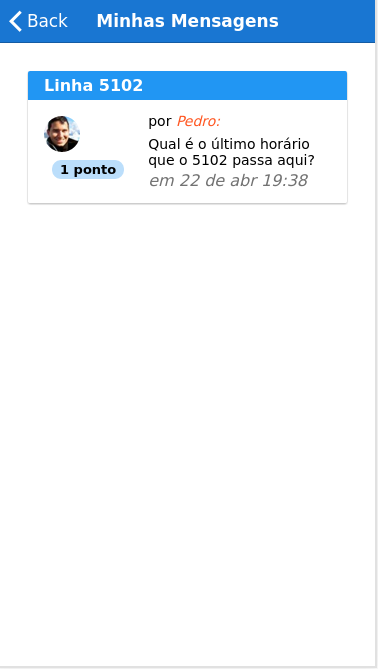 Back
Minhas Mensagens
Linha 5102
por Pedro:
Qual é o último horário
que o 5102 passa aqui?
1 ponto
em 22 de abr 19:38